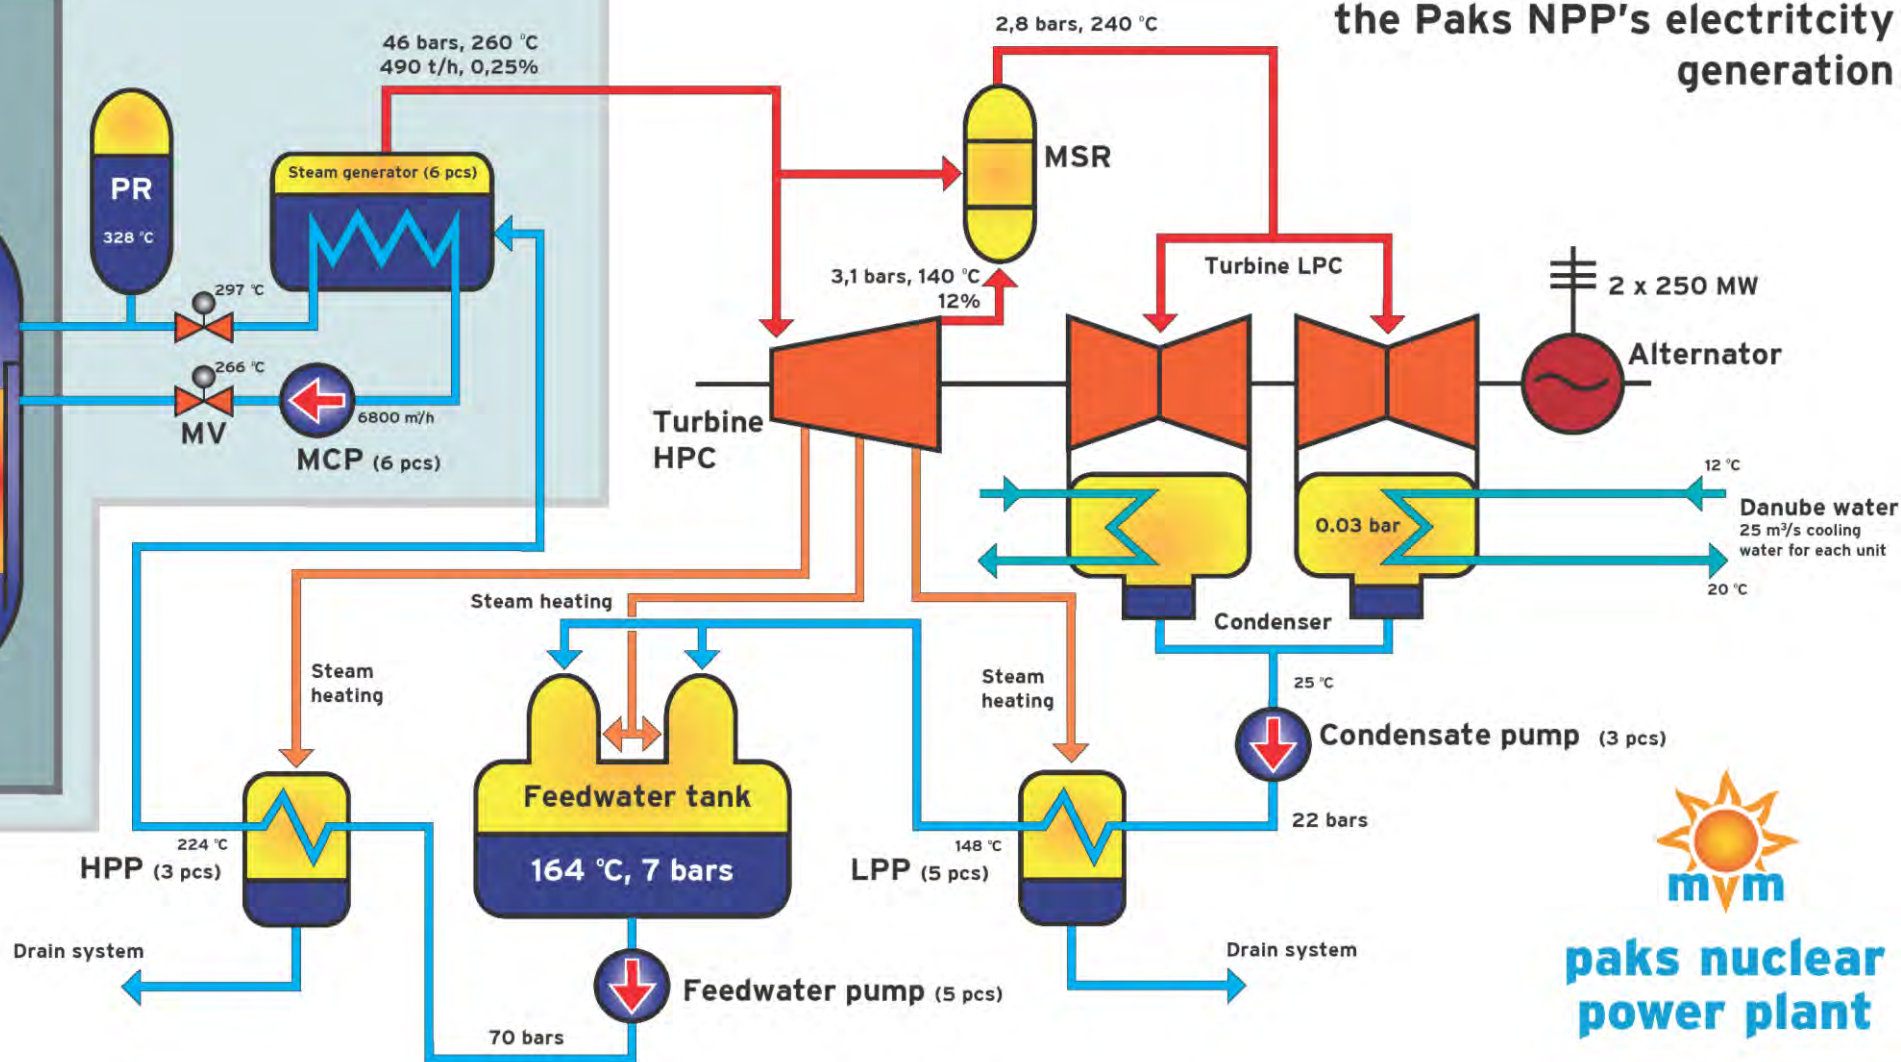 the Paks NPP's electritcity
generation
46 bars, 260 °C
490 t/h, 0,25%
2,8 bars, 240 °C
PR
328 °C
Steam generator (6 pcs)
MSR
297 °C
266 °C
MV
6800 m³/h
MCP (6 pcs)
3,1 bars, 140 °C
12%
Turbine LPC
2 x 250 MW
Alternator
Turbine
HPC
12 °C
Danube water
25 m³/s cooling
water for each unit
20 °C
0.03 bar
Condenser
25 °C
Condensate pump (3 pcs)
22 bars
Steam heating
Steam
heating
Steam
heating
Feedwater tank
164 °C, 7 bars
224 °C
HPP (3 pcs)
148 °C
LPP (5 pcs)
Drain system
Drain system
Feedwater pump (5 pcs)
70 bars
mvm
paks nuclear
power plant